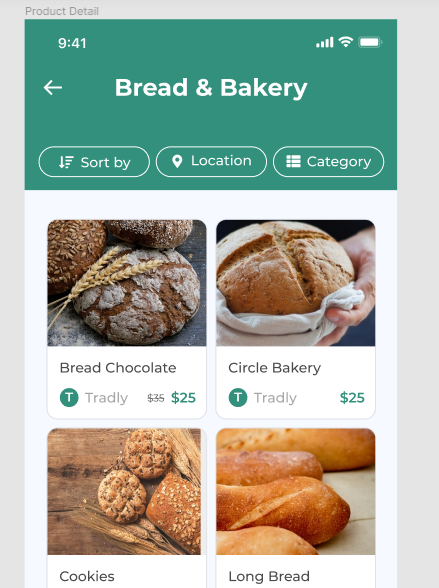 Product Detail
9:41
Bread & Bakery
Sort by
Location
Category
Bread Chocolate
T Tradly $35 $25
Circle Bakery
T Tradly $25
Cookies
Long Bread